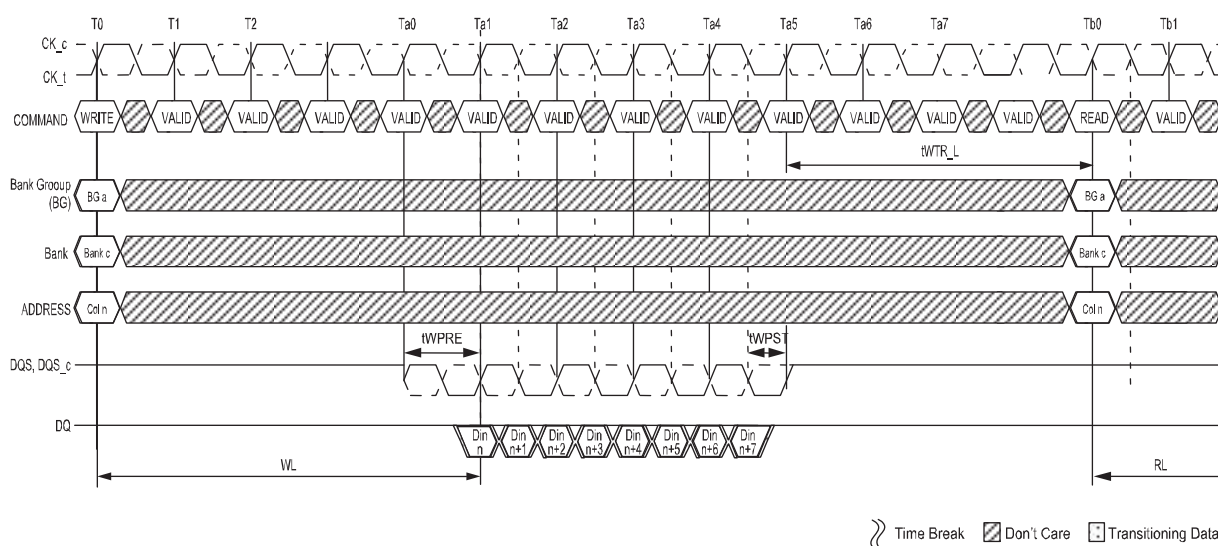 T0 T1 T2 Ta0 Ta1 Ta2 Ta3 Ta4 Ta5 Ta6 Ta7 Tb0 Tb1
CK_c
CK_t
COMMAND WRITE VALID VALID VALID VALID VALID VALID VALID VALID VALID VALID VALID VALID READ VALID
tWTR_L
Bank Grooup
(BG) BG a BG a
Bank Bank c Bank c
ADDRESS Col n Col n
tWPRE tWPST
DQS, DQS_c
DQ Din n Din n+1 Din n+2 Din n+3 Din n+4 Din n+5 Din n+6 Din n+7
WL RL
Time Break Don't Care Transitioning Data